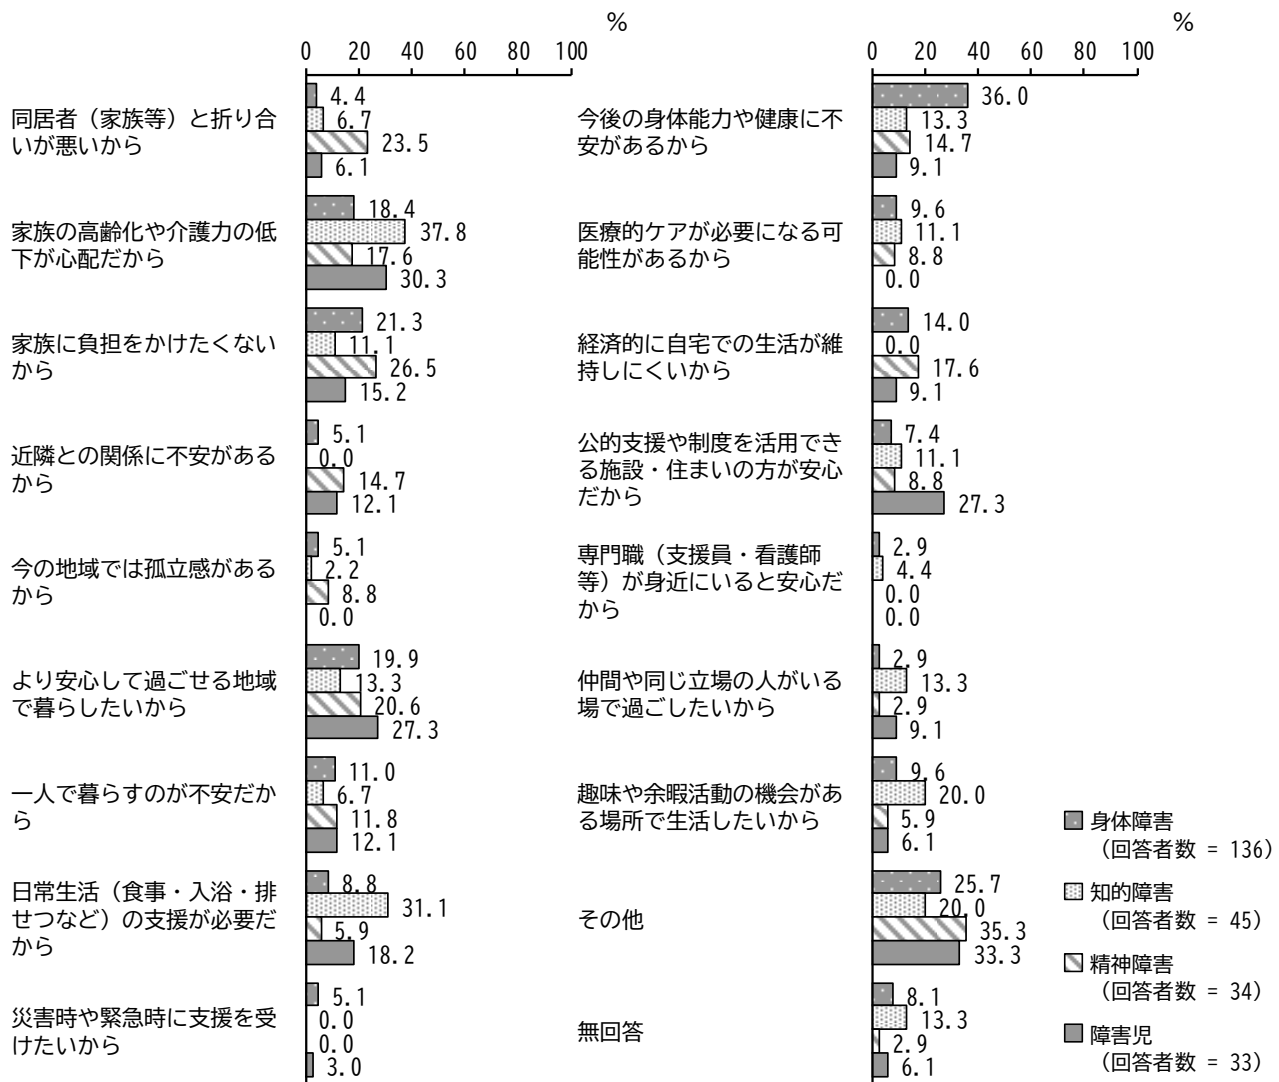 %
0 20 40 60 80 100
同居者（家族等）と折り合
いが悪いから
4.4
6.7
23.5
6.1
家族の高齢化や介護力の低
下が心配だから
18.4
37.8
17.6
30.3
家族に負担をかけたくない
から
21.3
11.1
26.5
15.2
近隣との関係に不安がある
から
5.1
0.0
14.7
12.1
今の地域では孤立感がある
から
5.1
2.2
8.8
0.0
より安心して過ごせる地域
で暮らしたいから
19.9
13.3
20.6
27.3
一人で暮らすのが不安だか
ら
11.0
6.7
11.8
12.1
日常生活（食事・入浴・排
せつなど）の支援が必要だ
から
8.8
31.1
5.9
18.2
災害時や緊急時に支援を受
けたいから
5.1
0.0
0.0
3.0
%
0 20 40 60 80 100
今後の身体能力や健康に不
安があるから
36.0
13.3
14.7
9.1
医療的ケアが必要になる可
能性があるから
9.6
11.1
8.8
0.0
経済的に自宅での生活が維
持しにくいから
14.0
0.0
17.6
9.1
公的支援や制度を活用でき
る施設・住まいの方が安心
だから
7.4
11.1
8.8
27.3
専門職（支援員・看護師
等）が身近にいると安心だ
から
2.9
4.4
0.0
0.0
仲間や同じ立場の人がいる
場で過ごしたいから
2.9
13.3
2.9
9.1
趣味や余暇活動の機会があ
る場所で生活したいから
9.6
20.0
5.9
6.1
その他
25.7
20.0
35.3
33.3
無回答
8.1
13.3
2.9
6.1
身体障害
（回答者数 = 136）
知的障害
（回答者数 = 45）
精神障害
（回答者数 = 34）
障害児
（回答者数 = 33）